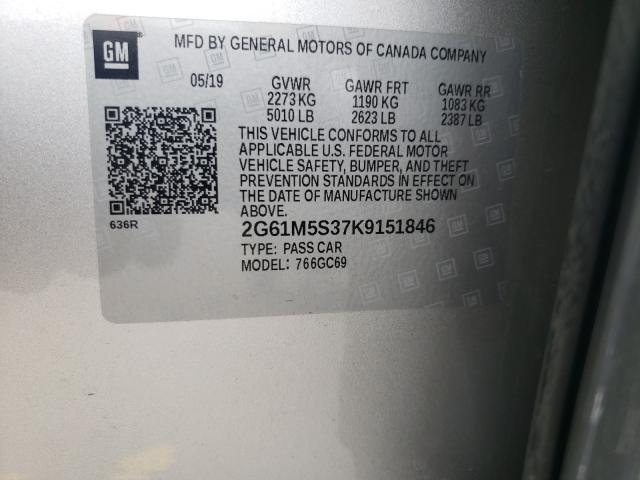 GM
MFD BY GENERAL MOTORS OF CANADA COMPANY
05/19 GVWR GAWR FRT GAWR RR
2273 KG 1190 KG 1083 KG
5010 LB 2623 LB 2387 LB
THIS VEHICLE CONFORMS TO ALL
APPLICABLE U.S. FEDERAL MOTOR
VEHICLE SAFETY, BUMPER, AND THEFT
PREVENTION STANDARDS IN EFFECT ON
THE DATE OF MANUFACTURE SHOWN
ABOVE.
636R 2G61M5S37K9151846
TYPE: PASS CAR
MODEL: 766GC69